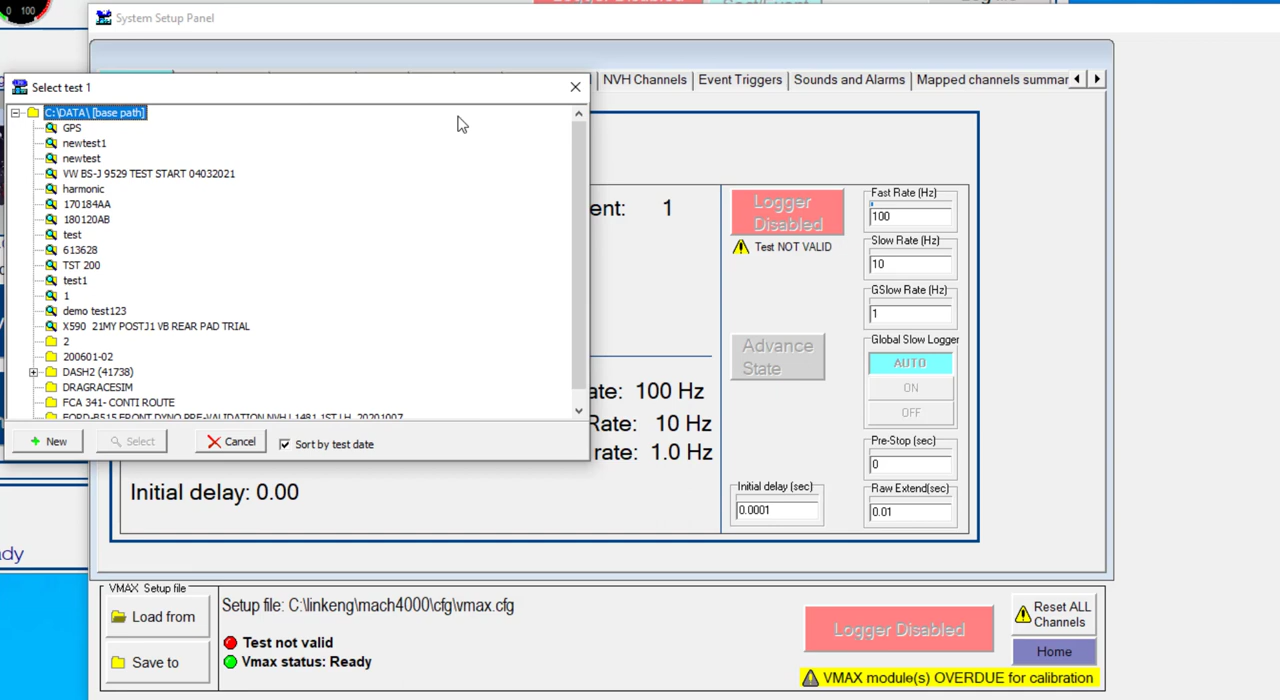 0 100
System Setup Panel
Select test 1
NVH Channels
Event Triggers
Sounds and Alarms
Mapped channels summar
C:\DATA\ [base path]
GPS
newtest1
newtest
VW BS-J 9529 TEST START 04032021
harmonic
170184AA
180120AB
test
613628
TST 200
test1
1
demo test123
X590 21MY POSTJ1 VB REAR PAD TRIAL
2
200601-02
DASH2 (41738)
DRAGRACESIM
FCA 341- CONTI ROUTE
New
Select
Cancel
Sort by test date
ent: 1
Logger
Disabled
Test NOT VALID
Fast Rate (Hz)
100
Slow Rate (Hz)
10
GSlow Rate (Hz)
1
Global Slow Logger
AUTO
ON
OFF
Advance
State
ate: 100 Hz
Rate: 10 Hz
rate: 1.0 Hz
Pre-Stop (sec)
0
Initial delay: 0.00
Initial delay (sec)
0.0001
Raw Extend(sec)
0.01
ady
VMAX Setup file
Load from
Save to
Setup file: C:\linkeng\mach4000\cfg\vmax.cfg
Test not valid
Vmax status: Ready
Logger Disabled
Reset ALL
Channels
Home
VMAX module(s) OVERDUE for calibration